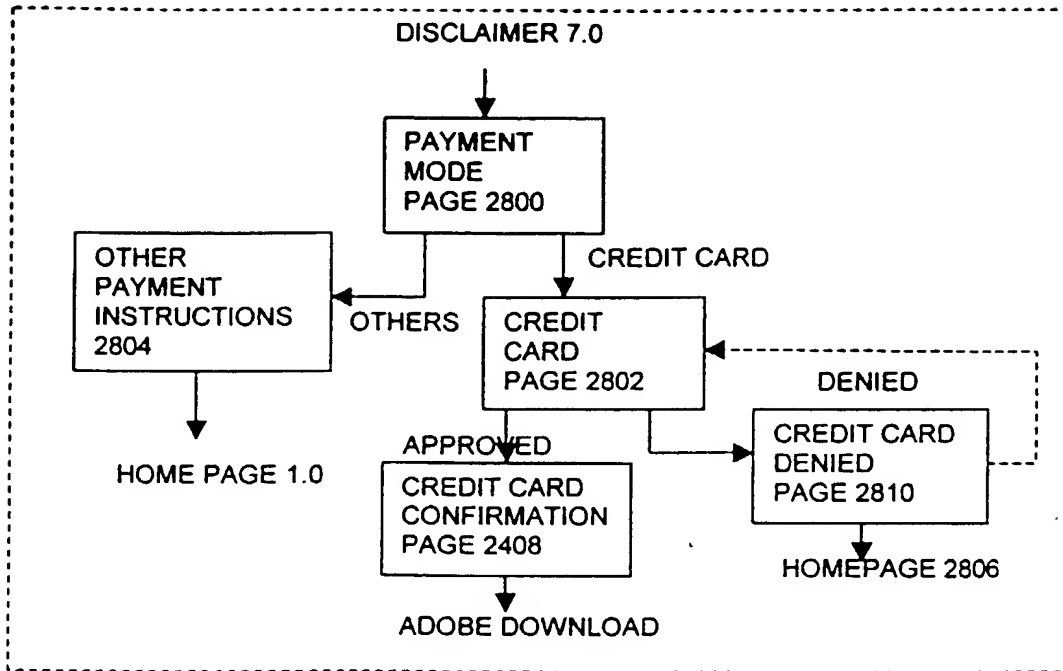 DISCLAIMER 7.0
PAYMENT
MODE
PAGE 2800
OTHER
PAYMENT
INSTRUCTIONS
2804
CREDIT CARD
OTHERS
CREDIT
CARD
PAGE 2802
DENIED
HOME PAGE 1.0
APPROVED
CREDIT CARD
CONFIRMATION
PAGE 2408
CREDIT CARD
DENIED
PAGE 2810
HOMEPAGE 2806
ADOBE DOWNLOAD